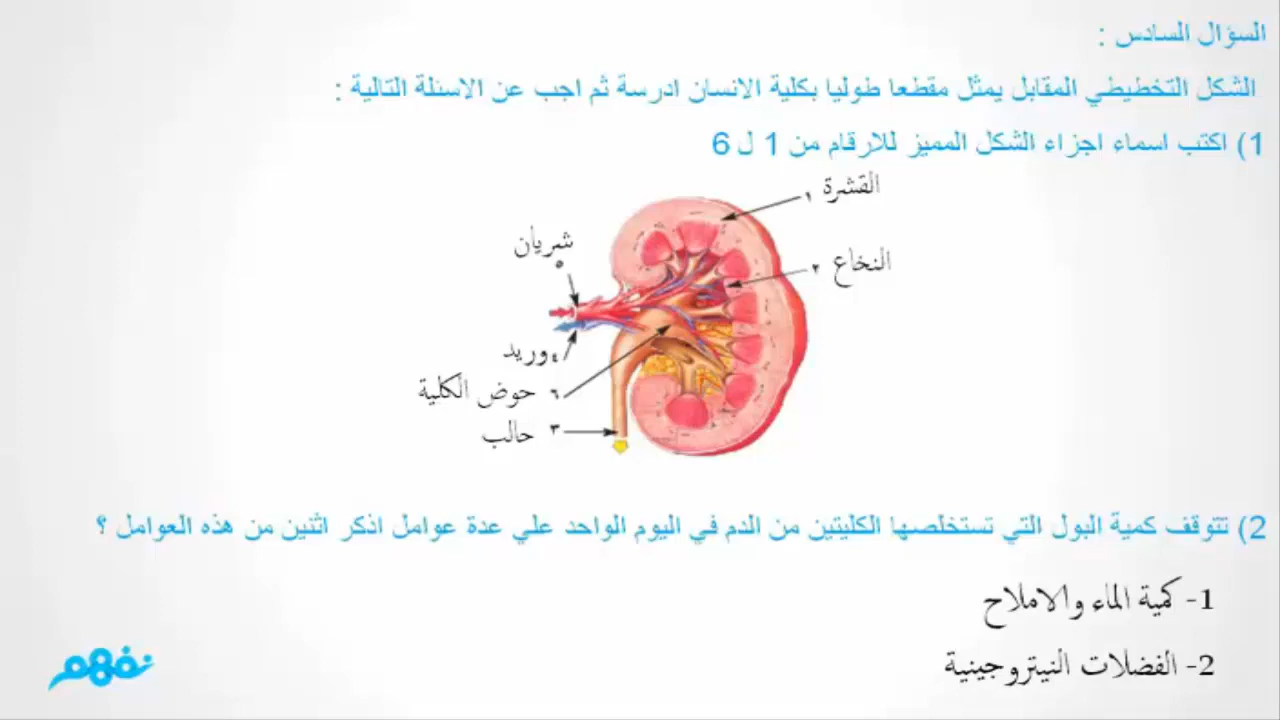 السؤال السادس :
الشكل التخطيطي المقابل يمثل مقطعا طوليا بكلية الانسان ادرسة ثم اجب عن الاسئلة التالية :
1) اكتب اسماء اجزاء الشكل المميز للارقام من 1 ل 6
١ القشرة
شريان
٥
٢ النخاع
٤ وريد
٦ حوض الكلية
٣ حالب
2) تتوقف كمية البول التي تستخلصها الكليتين من الدم في اليوم الواحد علي عدة عوامل اذكر اثنين من هذه العوامل ؟
1- كمية الماء والاملاح
2- الفضلات النيتروجينية
نفهم